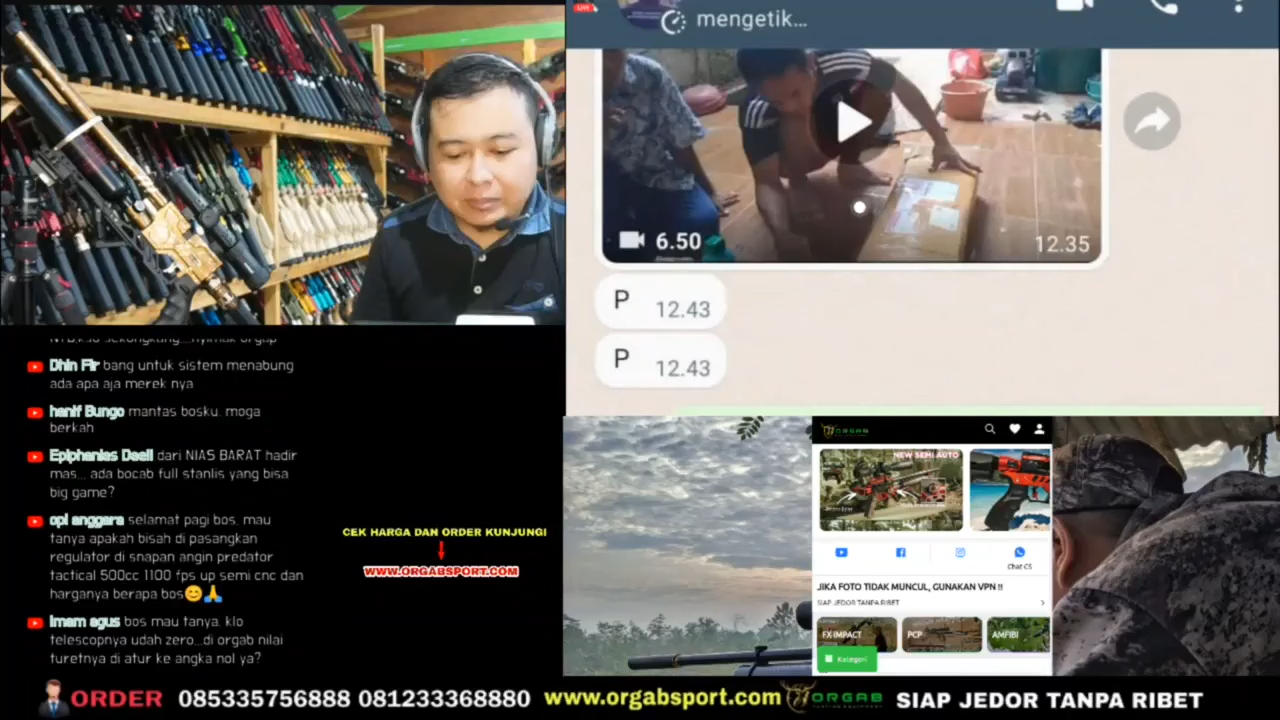 mengetik...
6.50
12.35
P 12.43
P 12.43
Dhin Fir bang untuk sistem menabung
ada apa aja merek nya
hanif Bungo mantas bosku. moga
berkah
Epiphanias Daeli dari NIAS BARAT hadir
mas... ada bocab full stanlis yang bisa
big game?
opi anggara selamat pagi bos. mau
tanya apakah bisah di pasangkan
regulator di snapan angin predator
tactical 500cc 1100 fps up semi cnc dan
harganya berapa bos😊🙏
Imam agus bos mau tanya. klo
telescopnya udah zero...di orgab nilai
turetnya di atur ke angka nol ya?
CEK HARGA DAN ORDER KUNJUNGI
WWW.ORGABSPORT.COM
ORGAB
NEW SEMI AUTO
Chat CS
JIKA FOTO TIDAK MUNCUL, GUNAKAN VPN !!
SIAP JEDOR TANPA RIBET
FX IMPACT
PCP
AMFIBI
Kategori
ORDER 085335756888 081233368880 www.orgabsport.com ORGAB SIAP JEDOR TANPA RIBET